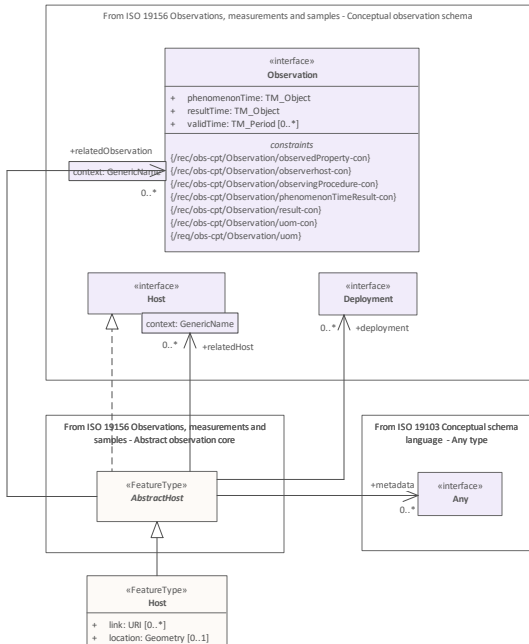 From ISO 19156 Observations, measurements and samples - Conceptual observation schema
«interface»
Observation
+ phenomenonTime: TM_Object
+ resultTime: TM_Object
+ validTime: TM_Period [0..*]
constraints
{/rec/obs-cpt/Observation/observedProperty-con}
{/rec/obs-cpt/Observation/observerhost-con}
{/rec/obs-cpt/Observation/observingProcedure-con}
{/rec/obs-cpt/Observation/phenomenonTimeResult-con}
{/rec/obs-cpt/Observation/result-con}
{/rec/obs-cpt/Observation/uom-con}
{/req/obs-cpt/Observation/uom}
+relatedObservation
context: GenericName
0..*
«interface»
Host
context: GenericName
0..*
+relatedHost
«interface»
Deployment
0..*
+deployment
From ISO 19156 Observations, measurements and
samples - Abstract observation core
«FeatureType»
AbstractHost
From ISO 19103 Conceptual schema
language - Any type
+metadata
0..*
«interface»
Any
«FeatureType»
Host
+ link: URI [0..*]
+ location: Geometry [0..1]